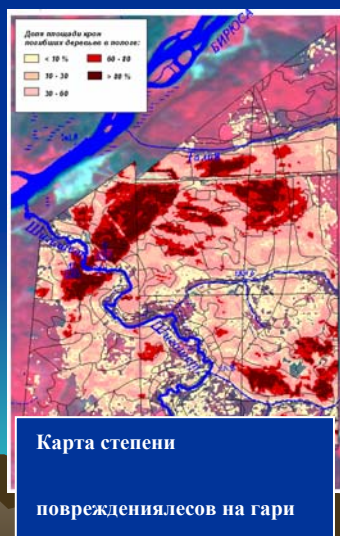 Доля площади крон
погибших деревьев в пологе:
< 10 %
10 - 30
30 - 60
60 - 80
> 80 %
БИРЮСА
Карта степени
повреждениялесов на гари